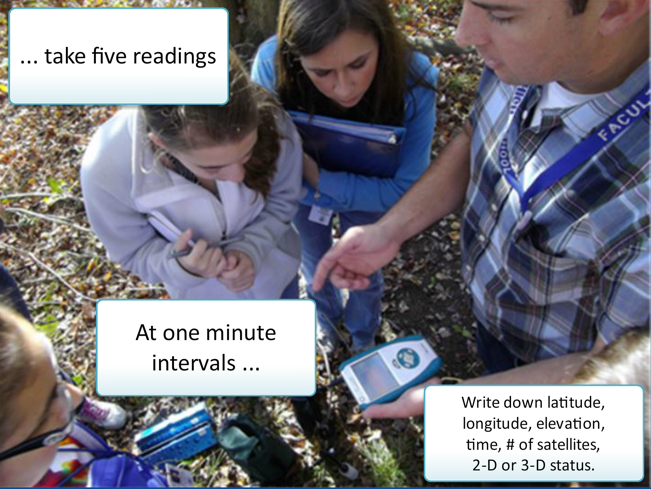 ... take five readings
At one minute
intervals ...
Write down latitude,
longitude, elevation,
time, # of satellites,
2-D or 3-D status.